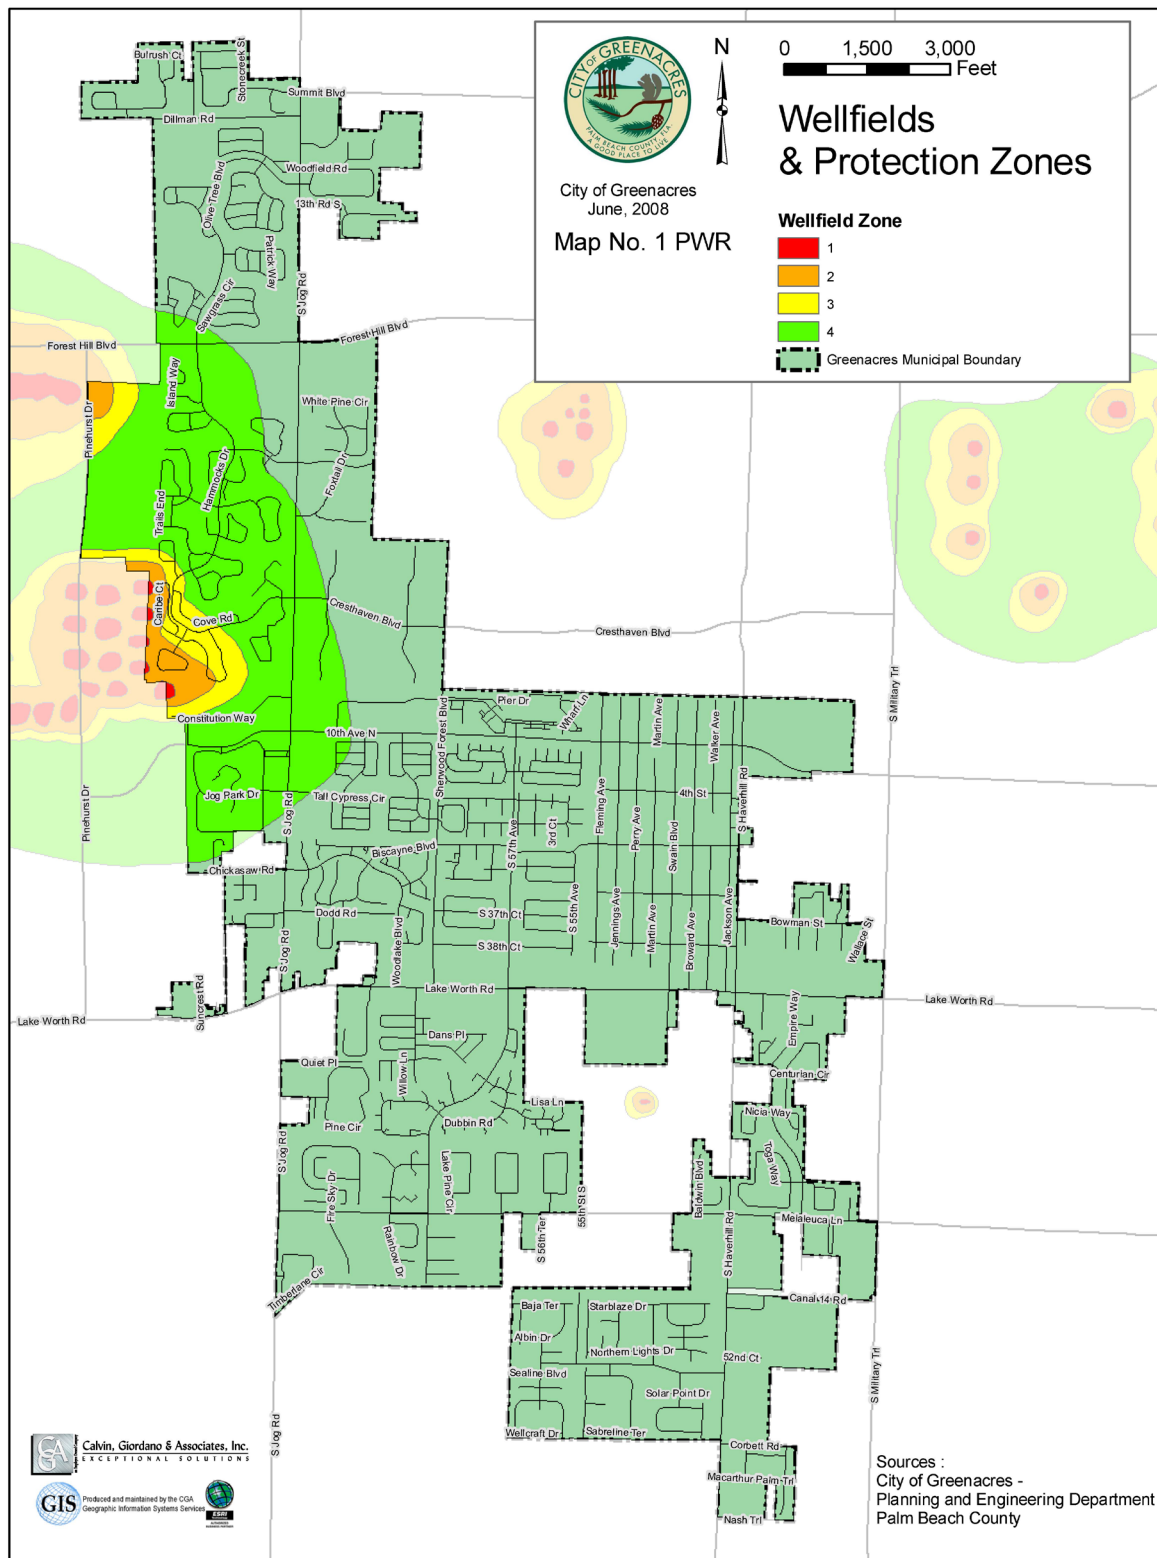 CITY OF GREENACRES
PALM BEACH COUNTY, FLA.
A GOOD PLACE TO LIVE
City of Greenacres
June, 2008
Map No. 1 PWR
N
0 1,500 3,000
Feet
Wellfields
& Protection Zones
Wellfield Zone
1
2
3
4
Greenacres Municipal Boundary
Bulrush Ct
Stonecreek St
Summit Blvd
Dillman Rd
Woodfield Rd
Olive Tree Blvd
13th Rd S
Patrick Way
Sawgrass Cir
S Jog Rd
Forest Hill Blvd
Forest Hill Blvd
Island Way
White Pine Cir
Pinehurst Dr
Hammocks Dr
Foxtail Dr
Trails End
Caribe Ct
Cove Rd
Cresthaven Blvd
Cresthaven Blvd
S Military Trl
Constitution Way
10th Ave N
Sherwood Forest Blvd
Pier Dr
Wharf Ln
Martin Ave
Walker Ave
S Haverhill Rd
Pinehurst Dr
Jog Park Dr
S Jog Rd
Tall Cypress Cir
4th St
Fleming Ave
Perry Ave
Swain Blvd
3rd Ct
S 57th Ave
Biscayne Blvd
Chickasaw Rd
Dodd Rd
S 37th Ct
S 55th Ave
Jennings Ave
Martin Ave
Broward Ave
Jackson Ave
Bowman St
Wallace St
S Jog Rd
Woodlake Blvd
S 38th Ct
Suncrest Rd
Lake Worth Rd
Lake Worth Rd
Lake Worth Rd
Empire Way
Dans Pl
Quiet Pl
Willow Ln
Centurian Cir
Lisa Ln
Nicia Way
Pine Cir
Dubbin Rd
S Jog Rd
Toga Way
Fire Sky Dr
Lake Pine Cir
Baldwin Blvd
55th St S
Melaleuca Ln
Rainbow Dr
S 56th Ter
S Haverhill Rd
Timberlane Cir
Canal 14 Rd
Baja Ter
Starblaze Dr
Albin Dr
Northern Lights Dr
52nd Ct
Seafine Blvd
Solar Point Dr
S Military Trl
S Jog Rd
Wellcraft Dr
Sabreline Ter
Corbett Rd
Macarthur Palm Trl
Nash Trl
CGA
Calvin, Giordano & Associates, Inc.
EXCEPTIONAL SOLUTIONS
GIS
Produced and maintained by the CGA
Geographic Information Systems Services
ESRI
Sources :
City of Greenacres -
Planning and Engineering Department
Palm Beach County